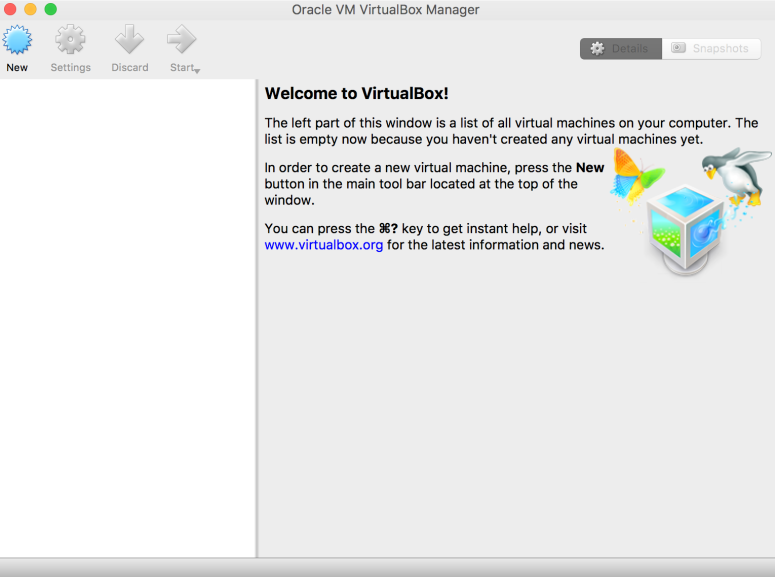 Oracle VM VirtualBox Manager
New Settings Discard Start
Details Snapshots
Welcome to VirtualBox!
The left part of this window is a list of all virtual machines on your computer. The
list is empty now because you haven't created any virtual machines yet.
In order to create a new virtual machine, press the New
button in the main tool bar located at the top of the
window.
You can press the ⌘? key to get instant help, or visit
www.virtualbox.org for the latest information and news.